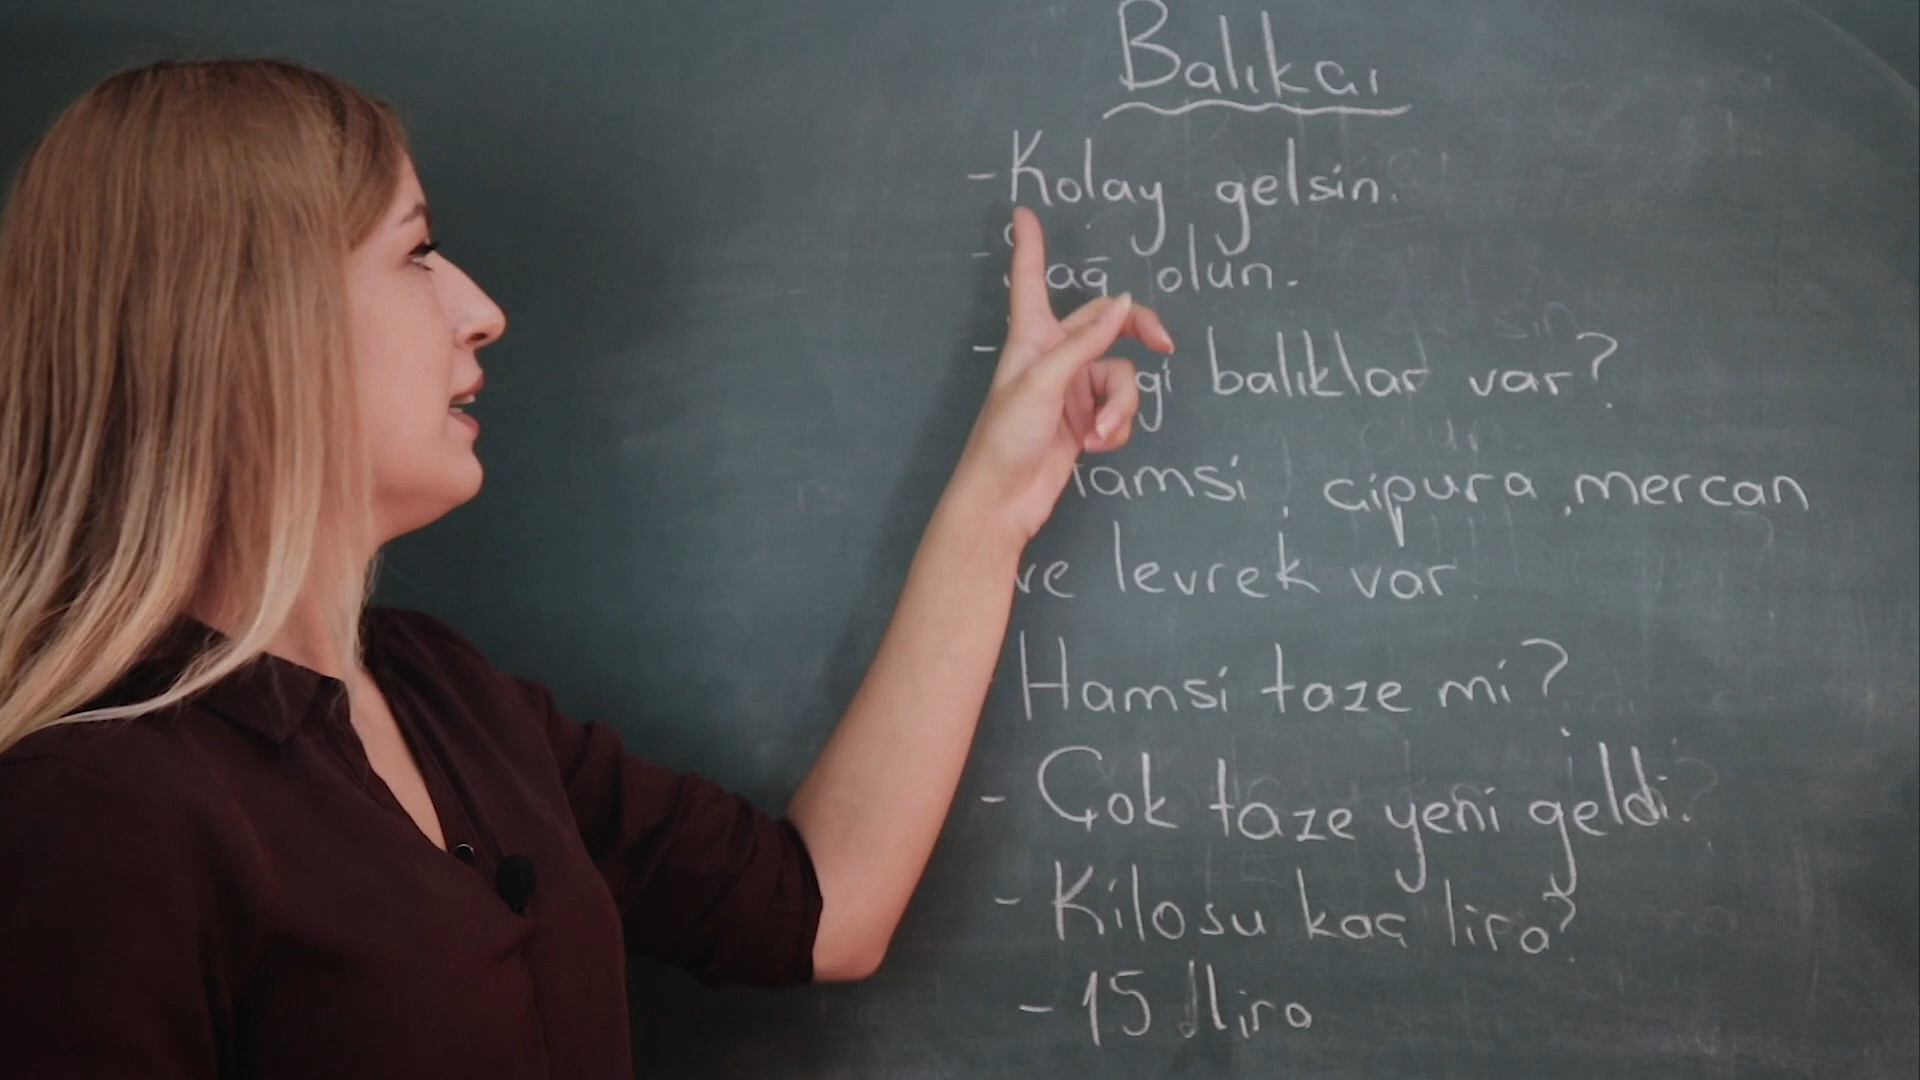 Balıkçı
- Kolay gelsin.
- Sağ olun.
- balıklar var?
Hamsi, çipura, mercan
ve levrek var
Hamsi taze mi?
- Çok taze yeni geldi.
- Kilosu kaç lira?
- 15 lira